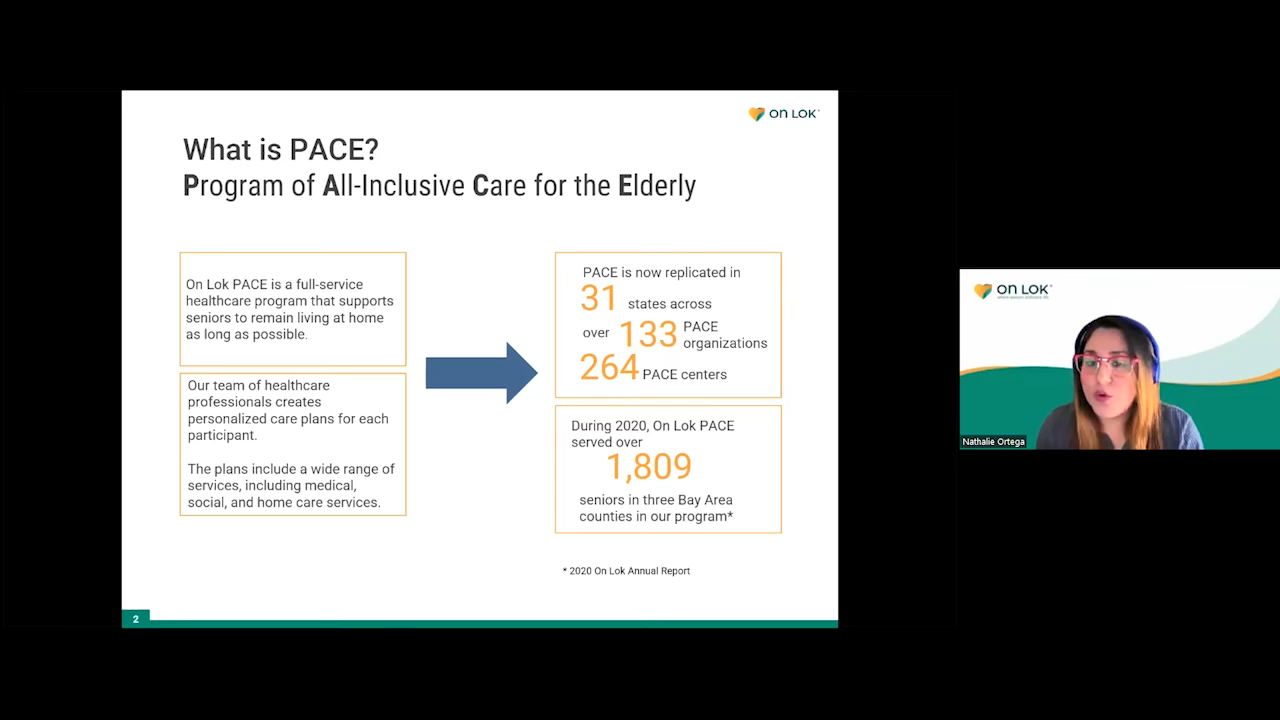 ON LOK
What is PACE?
Program of All-Inclusive Care for the Elderly
On Lok PACE is a full-service
healthcare program that supports
seniors to remain living at home
as long as possible.
Our team of healthcare
professionals creates
personalized care plans for each
participant.
The plans include a wide range of
services, including medical,
social, and home care services.
PACE is now replicated in
31 states across
over 133 PACE
organizations
264 PACE centers
During 2020, On Lok PACE
served over
1,809
seniors in three Bay Area
counties in our program*
* 2020 On Lok Annual Report
2
ON LOK
Nathalie Ortega